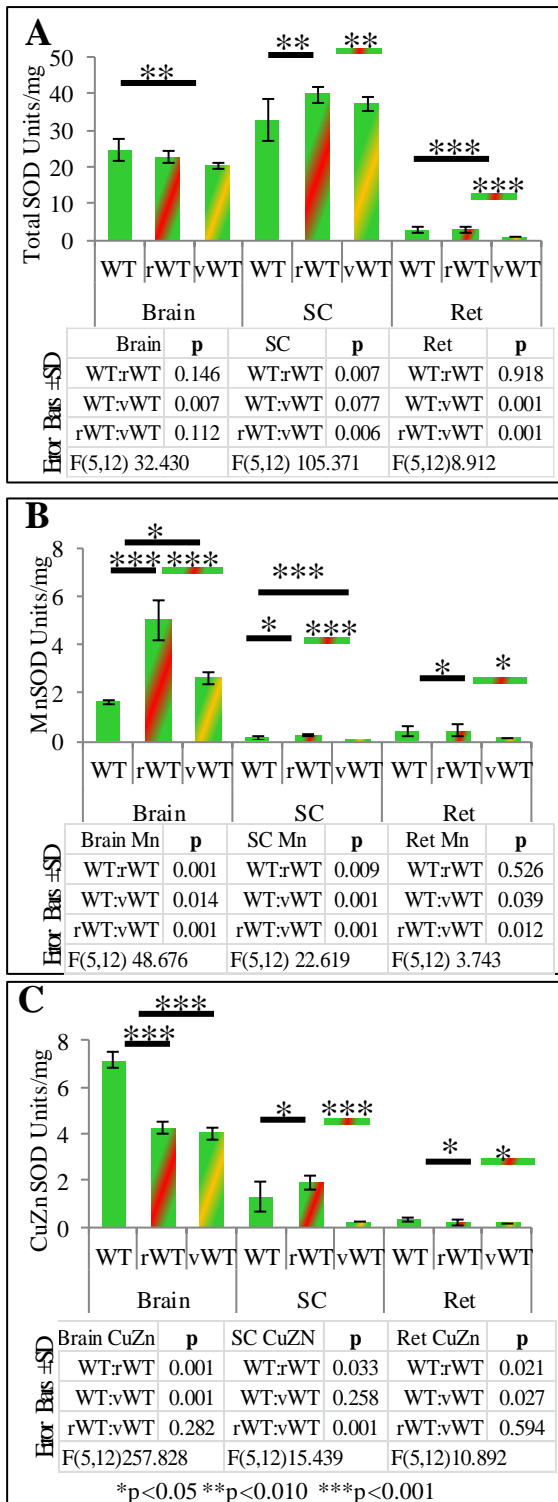 A
** ** **
***
***
Total SOD Units/mg
50
40
30
20
10
0
WT rWT vWT WT rWT vWT WT rWT vWT
Brain SC Ret
Error Bars ±SD
Brain p SC p Ret p
WT:rWT 0.146 WT:rWT 0.007 WT:rWT 0.918
WT:vWT 0.007 WT:vWT 0.077 WT:vWT 0.001
rWT:vWT 0.112 rWT:vWT 0.006 rWT:vWT 0.001
F(5,12) 32.430 F(5,12) 105.371 F(5,12)8.912
B
*
*** ***
***
* ***
* *
MnSOD Units/mg
8
6
4
2
0
WT rWT vWT WT rWT vWT WT rWT vWT
Brain SC Ret
Error Bars ±SD
Brain Mn p SC Mn p Ret Mn p
WT:rWT 0.001 WT:rWT 0.009 WT:rWT 0.526
WT:vWT 0.014 WT:vWT 0.001 WT:vWT 0.039
rWT:vWT 0.001 rWT:vWT 0.001 rWT:vWT 0.012
F(5,12) 48.676 F(5,12) 22.619 F(5,12) 3.743
C
***
***
* ***
* *
CuZn SOD Units/mg
8
6
4
2
0
WT rWT vWT WT rWT vWT WT rWT vWT
Brain SC Ret
Error Bars ±SD
Brain CuZn p SC CuZN p Ret CuZn p
WT:rWT 0.001 WT:rWT 0.033 WT:rWT 0.021
WT:vWT 0.001 WT:vWT 0.258 WT:vWT 0.027
rWT:vWT 0.282 rWT:vWT 0.001 rWT:vWT 0.594
F(5,12)257.828 F(5,12)15.439 F(5,12)10.892
*p<0.05 **p<0.010 ***p<0.001